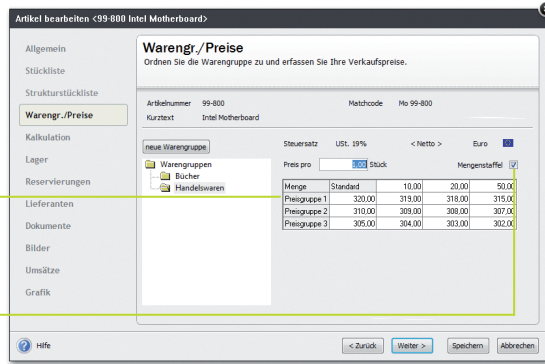 Artikel bearbeiten <99-800 Intel Motherboard>
Allgemein
Stückliste
Strukturstückliste
Warengr./Preise
Kalkulation
Lager
Reservierungen
Lieferanten
Dokumente
Bilder
Umsätze
Grafik
Warengr./Preise
Ordnen Sie die Warengruppe zu und erfassen Sie Ihre Verkaufspreise.
Artikelnummer 99-800 Matchcode Mo 99-800
Kurztext Intel Motherboard
neue Warengruppe
Warengruppen
Bücher
Handelswaren
Steuersatz USt. 19% < Netto > Euro
Preis pro 1,00 Stück Mengenstaffel
Menge Standard 10,00 20,00 50,00
Preisgruppe 1 320,00 319,00 318,00 315,00
Preisgruppe 2 310,00 309,00 308,00 307,00
Preisgruppe 3 305,00 304,00 303,00 302,00
? Hilfe
< Zurück Weiter > Speichern Abbrechen